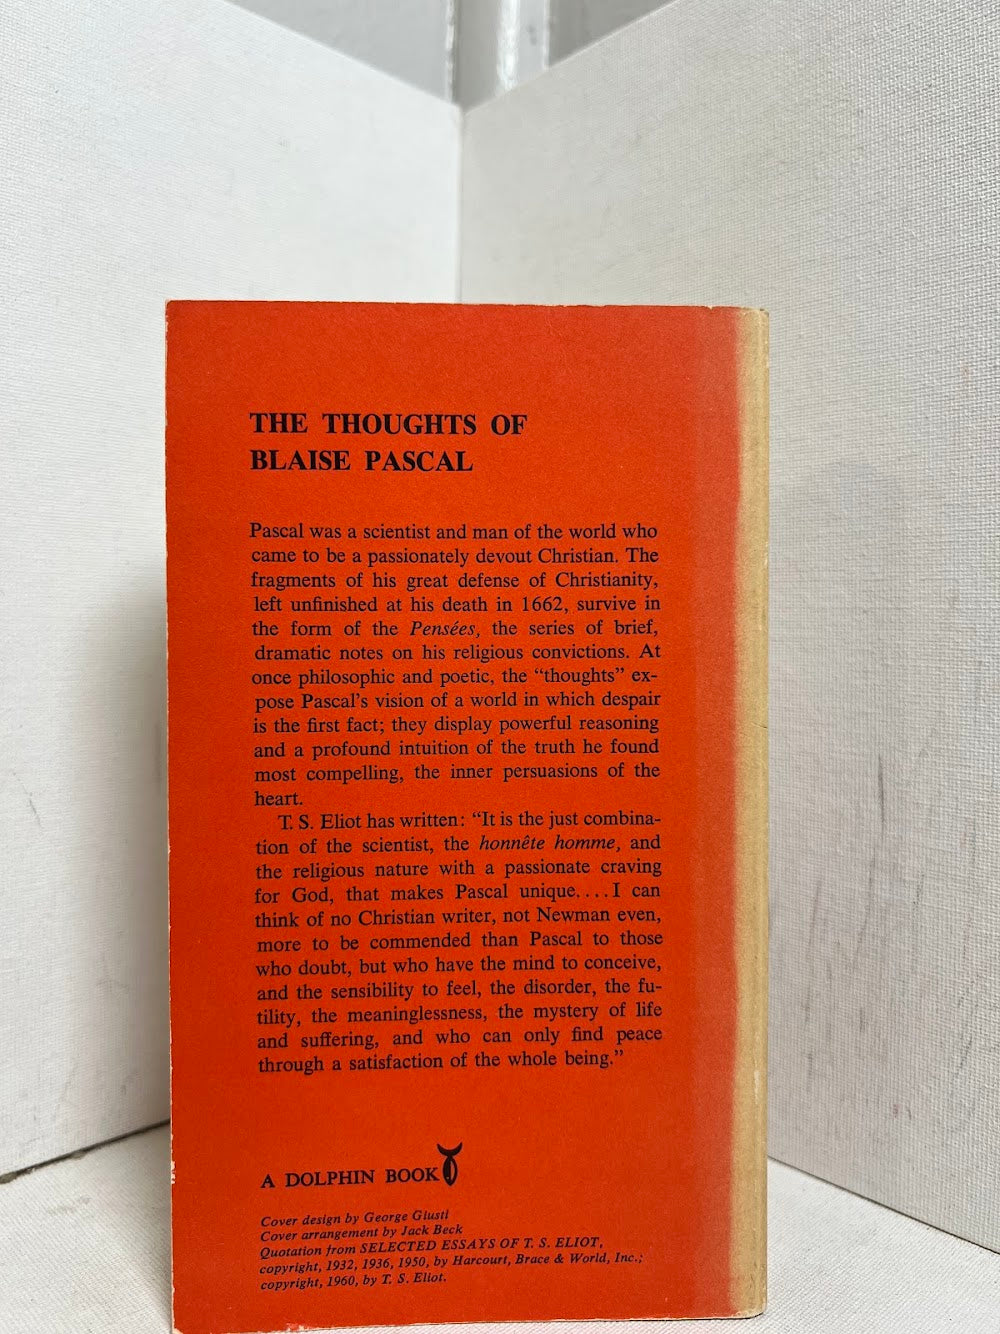 THE THOUGHTS OF
BLAISE PASCAL
Pascal was a scientist and man of the world who
came to be a passionately devout Christian. The
fragments of his great defense of Christianity,
left unfinished at his death in 1662, survive in
the form of the Pensées, the series of brief,
dramatic notes on his religious convictions. At
once philosophic and poetic, the “thoughts” ex-
pose Pascal’s vision of a world in which despair
is the first fact; they display powerful reasoning
and a profound intuition of the truth he found
most compelling, the inner persuasions of the
heart.
T. S. Eliot has written: “It is the just combina-
tion of the scientist, the honnête homme, and
the religious nature with a passionate craving
for God, that makes Pascal unique....I can
think of no Christian writer, not Newman even,
more to be commended than Pascal to those
who doubt, but who have the mind to conceive,
and the sensibility to feel, the disorder, the fu-
tility, the meaninglessness, the mystery of life
and suffering, and who can only find peace
through a satisfaction of the whole being.”
A DOLPHIN BOOK
Cover design by George Giusti
Cover arrangement by Jack Beck
Quotation from SELECTED ESSAYS OF T. S. ELIOT,
copyright, 1932, 1936, 1950, by Harcourt, Brace & World, Inc.;
copyright, 1960, by T. S. Eliot.